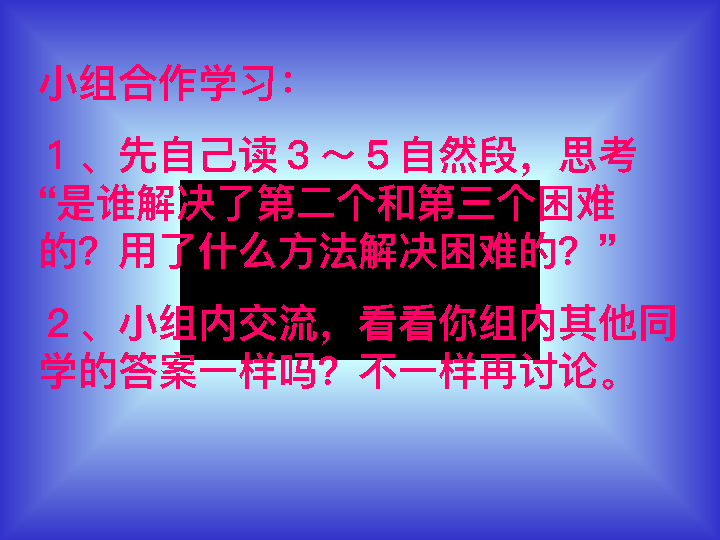 小组合作学习：
１、先自己读３～５自然段，思考
“是谁解决了第二个和第三个困难
的？用了什么方法解决困难的？”
２、小组内交流，看看你组内其他同
学的答案一样吗？不一样再讨论。